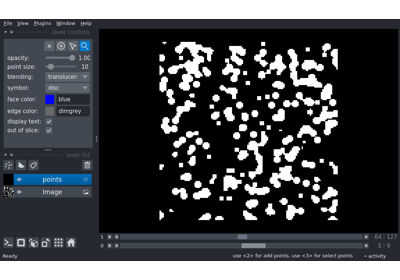 File View Plugins Window Help
layer controls
opacity: 1.00
point size: 10
blending: translucen
symbol: disc
face color: blue
edge color: dimgrey
display text:
out of slice:
layer list
points
Image
1 64 127
0 5 9
Ready use <2> for add points, use <3> for select points activity